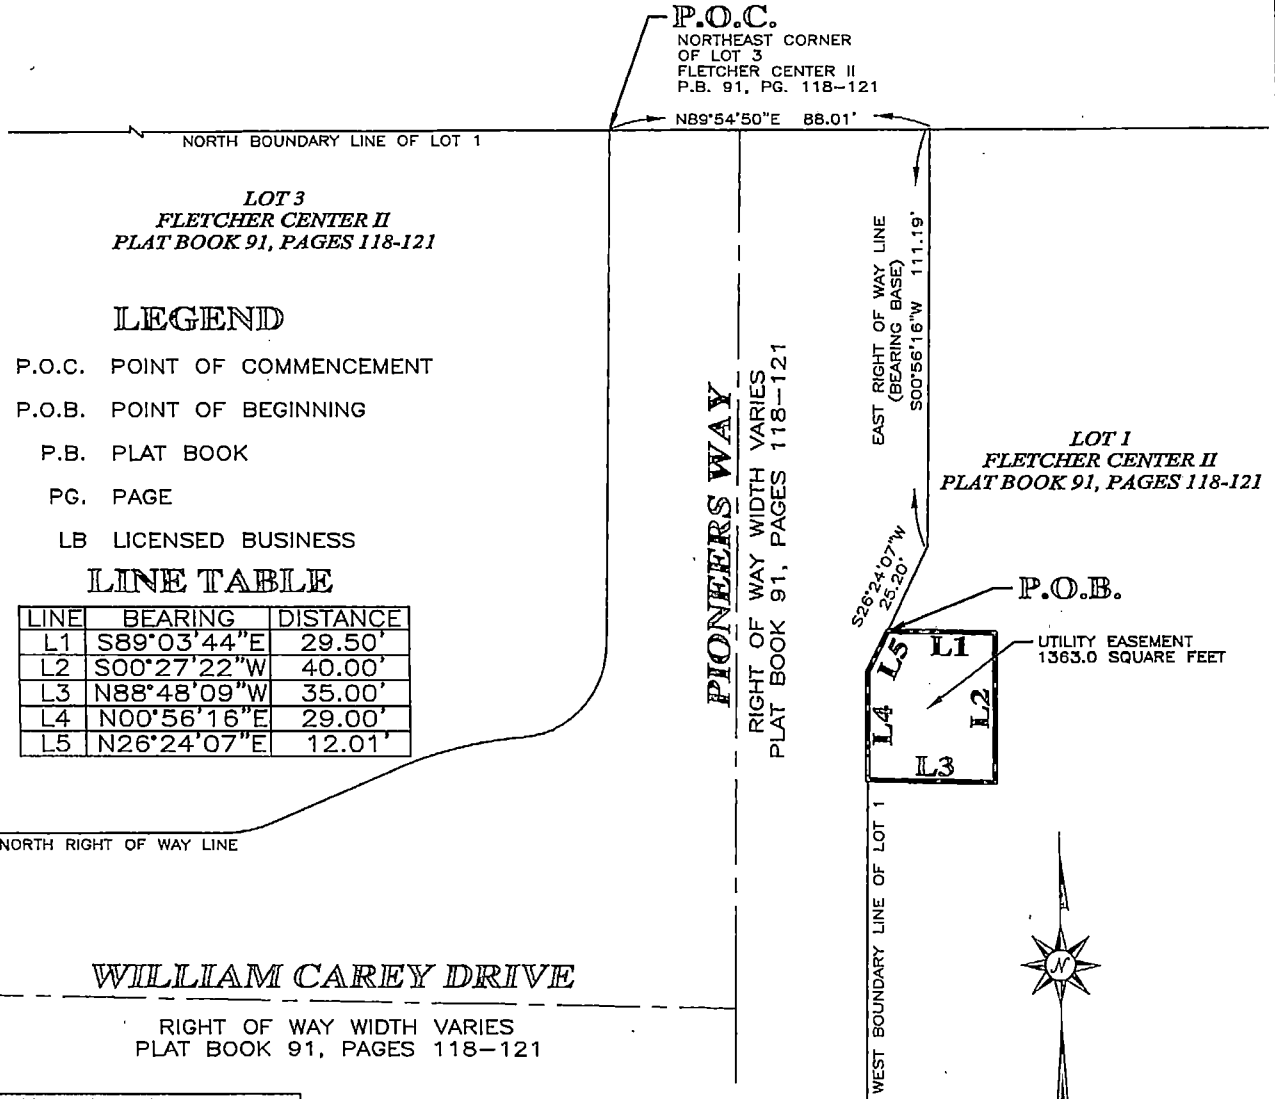 P.O.C.
NORTHEAST CORNER
OF LOT 3
FLETCHER CENTER II
P.B. 91, PG. 118-121
N89°54'50"E 88.01'
NORTH BOUNDARY LINE OF LOT 1
LOT 3
FLETCHER CENTER II
PLAT BOOK 91, PAGES 118-121
LEGEND
P.O.C. POINT OF COMMENCEMENT
P.O.B. POINT OF BEGINNING
P.B. PLAT BOOK
PG. PAGE
LB LICENSED BUSINESS
LINE TABLE
LINE BEARING DISTANCE
L1 S89°03'44"E 29.50'
L2 S00°27'22"W 40.00'
L3 N88°48'09"W 35.00'
L4 N00°56'16"E 29.00'
L5 N26°24'07"E 12.01'
NORTH RIGHT OF WAY LINE
PIONEERS WAY
RIGHT OF WAY WIDTH VARIES
PLAT BOOK 91, PAGES 118-121
EAST RIGHT OF WAY LINE
(BEARING BASE)
S00°56'16"W 111.19'
LOT 1
FLETCHER CENTER II
PLAT BOOK 91, PAGES 118-121
S26°24'07"W
25.20'
P.O.B.
UTILITY EASEMENT
1363.0 SQUARE FEET
L1
L5
L2
L4
L3
WEST BOUNDARY LINE OF LOT 1
N
WILLIAM CAREY DRIVE
RIGHT OF WAY WIDTH VARIES
PLAT BOOK 91, PAGES 118-121